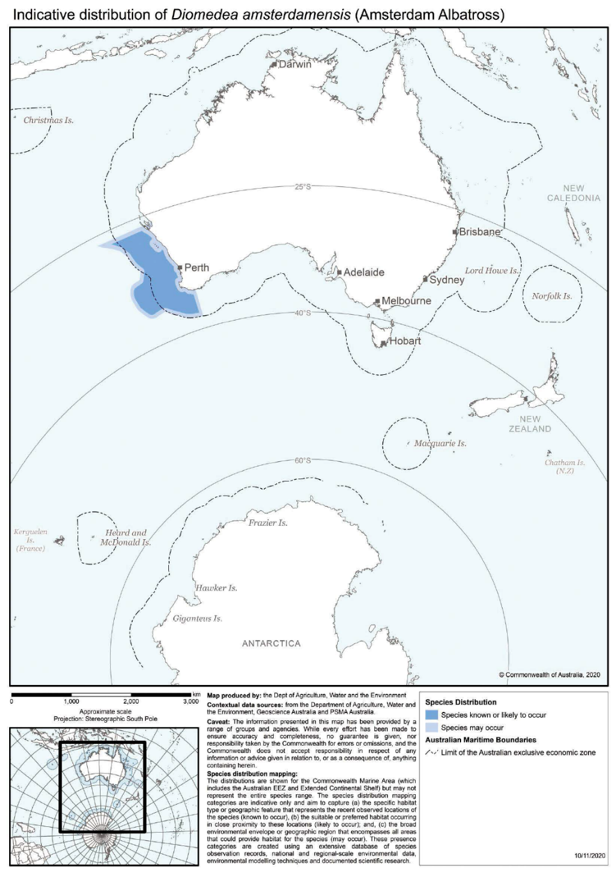 Indicative distribution of Diomedea amsterdamensis (Amsterdam Albatross)
Darwin
Christmas Is.
25°S
NEW
CALEDONIA
Brisbane
Perth
Adelaide
Sydney
Lord Howe Is.
Norfolk Is.
Melbourne
40°S
Hobart
NEW
ZEALAND
Macquarie Is.
Chatham Is.
(N.Z)
60°S
Frazier Is.
Kerguelen
Is.
(France)
Heard and
McDonald Is.
Hawker Is.
Giganteus Is.
ANTARCTICA
© Commonwealth of Australia, 2020
0 1,000 2,000 3,000 km
Approximate scale
Projection: Stereographic South Pole
Map produced by: the Dept of Agriculture, Water and the Environment
Contextual data sources: from the Department of Agriculture, Water and
the Environment, Geoscience Australia and PSMA Australia.
Caveat: The information presented in this map has been provided by a
range of groups and agencies. While every effort has been made to
ensure accuracy and completeness, no guarantee is given, nor
responsibility taken by the Commonwealth for errors or omissions, and the
Commonwealth does not accept responsibility in respect of any
information or advice given in relation to, or as a consequence of, anything
containing herein.
Species distribution mapping:
The distributions are shown for the Commonwealth Marine Area (which
includes the Australian EEZ and Extended Continental Shelf) but may not
represent the entire species range. The species distribution mapping
categories are indicative only and aim to capture (a) the specific habitat
type or geographic feature that represents the recent observed locations of
the species (known to occur), (b) the suitable or preferred habitat occurring
in close proximity to these locations (likely to occur); and, (c) the broad
environmental envelope or geographic region that encompasses all areas
that could provide habitat for the species (may occur). These presence
categories are created using an extensive database of species
observation records, national and regional-scale environmental data,
environmental modelling techniques and documented scientific research.
Species Distribution
Species known or likely to occur
Species may occur
Australian Maritime Boundaries
Limit of the Australian exclusive economic zone
10/11/2020